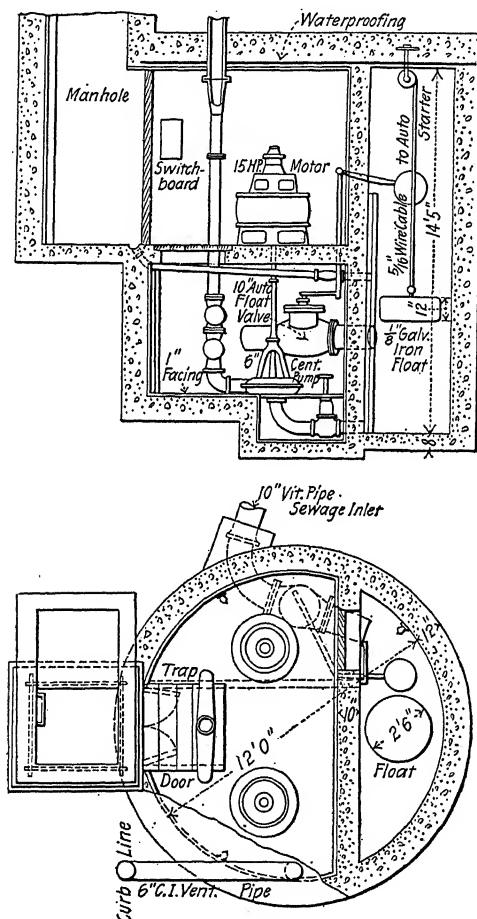 Waterproofing
Manhole
Switch-
board
15 HP. Motor
5/16" Wire Cable
to Auto
Starter
14'5"
10" Auto
Float
Valve
12"
1/8" Galv.
Iron
Float
6"
Cent.
Pump
1"
Facing
8"
10" Vit. Pipe
Sewage Inlet
Trap
Door
12'0"
10"
12"
2'6"
Float
Curb Line
6" C.I. Vent. Pipe